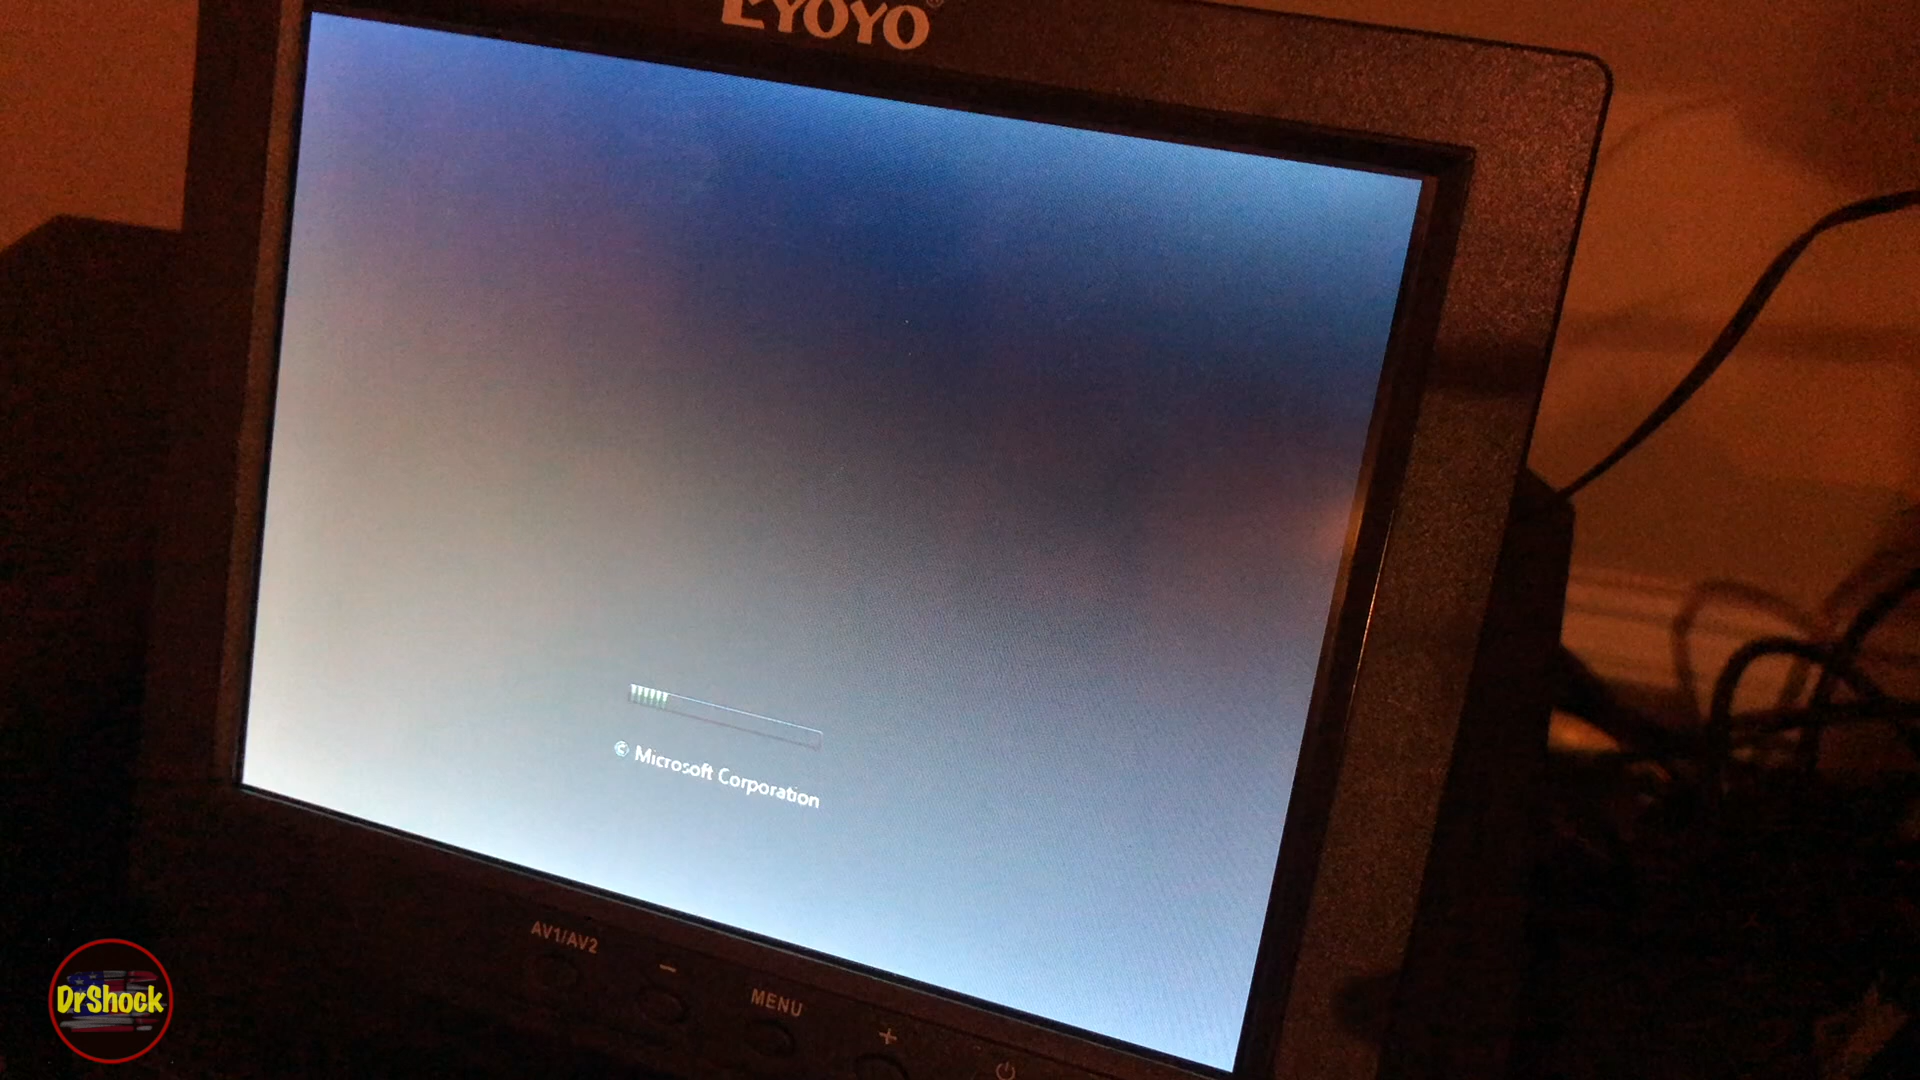 EYOYO
© Microsoft Corporation
AV1/AV2
−
MENU
+
DrShock